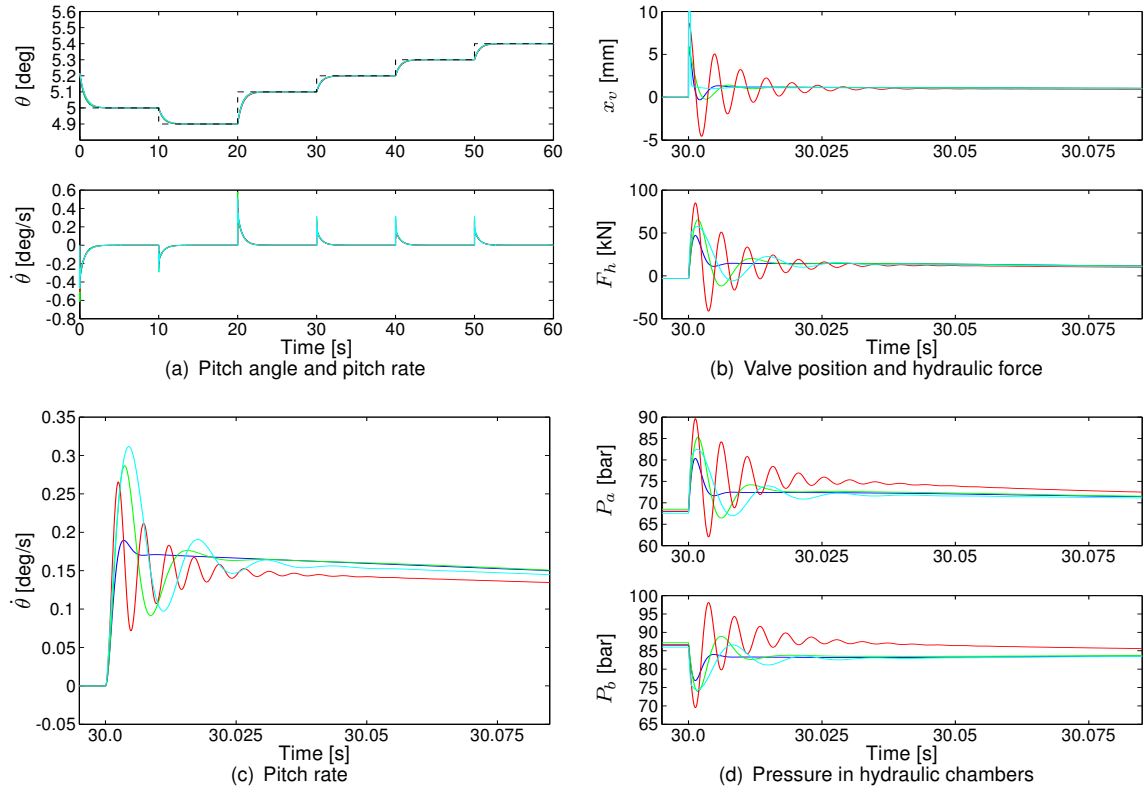 5.6
5.4
5.2
5.3
5.2
5.1
5
4.9
θ [deg]
0 10 20 30 40 50 60
0.6
0.4
0.2
0
-0.2
-0.4
-0.6
-0.8
θ̇ [deg/s]
0 10 20 30 40 50 60
Time [s]
(a) Pitch angle and pitch rate
10
5
0
-5
x_v [mm]
30.0 30.025 30.05 30.075
100
50
0
-50
F_h [kN]
30.0 30.025 30.05 30.075
Time [s]
(b) Valve position and hydraulic force
0.35
0.3
0.25
0.2
0.15
0.1
0.05
0
-0.05
θ̇ [deg/s]
30.0 30.025 30.05 30.075
Time [s]
(c) Pitch rate
90
85
80
75
70
65
60
P_a [bar]
30.0 30.025 30.05 30.075
100
95
90
85
80
75
70
65
P_b [bar]
30.0 30.025 30.05 30.075
Time [s]
(d) Pressure in hydraulic chambers